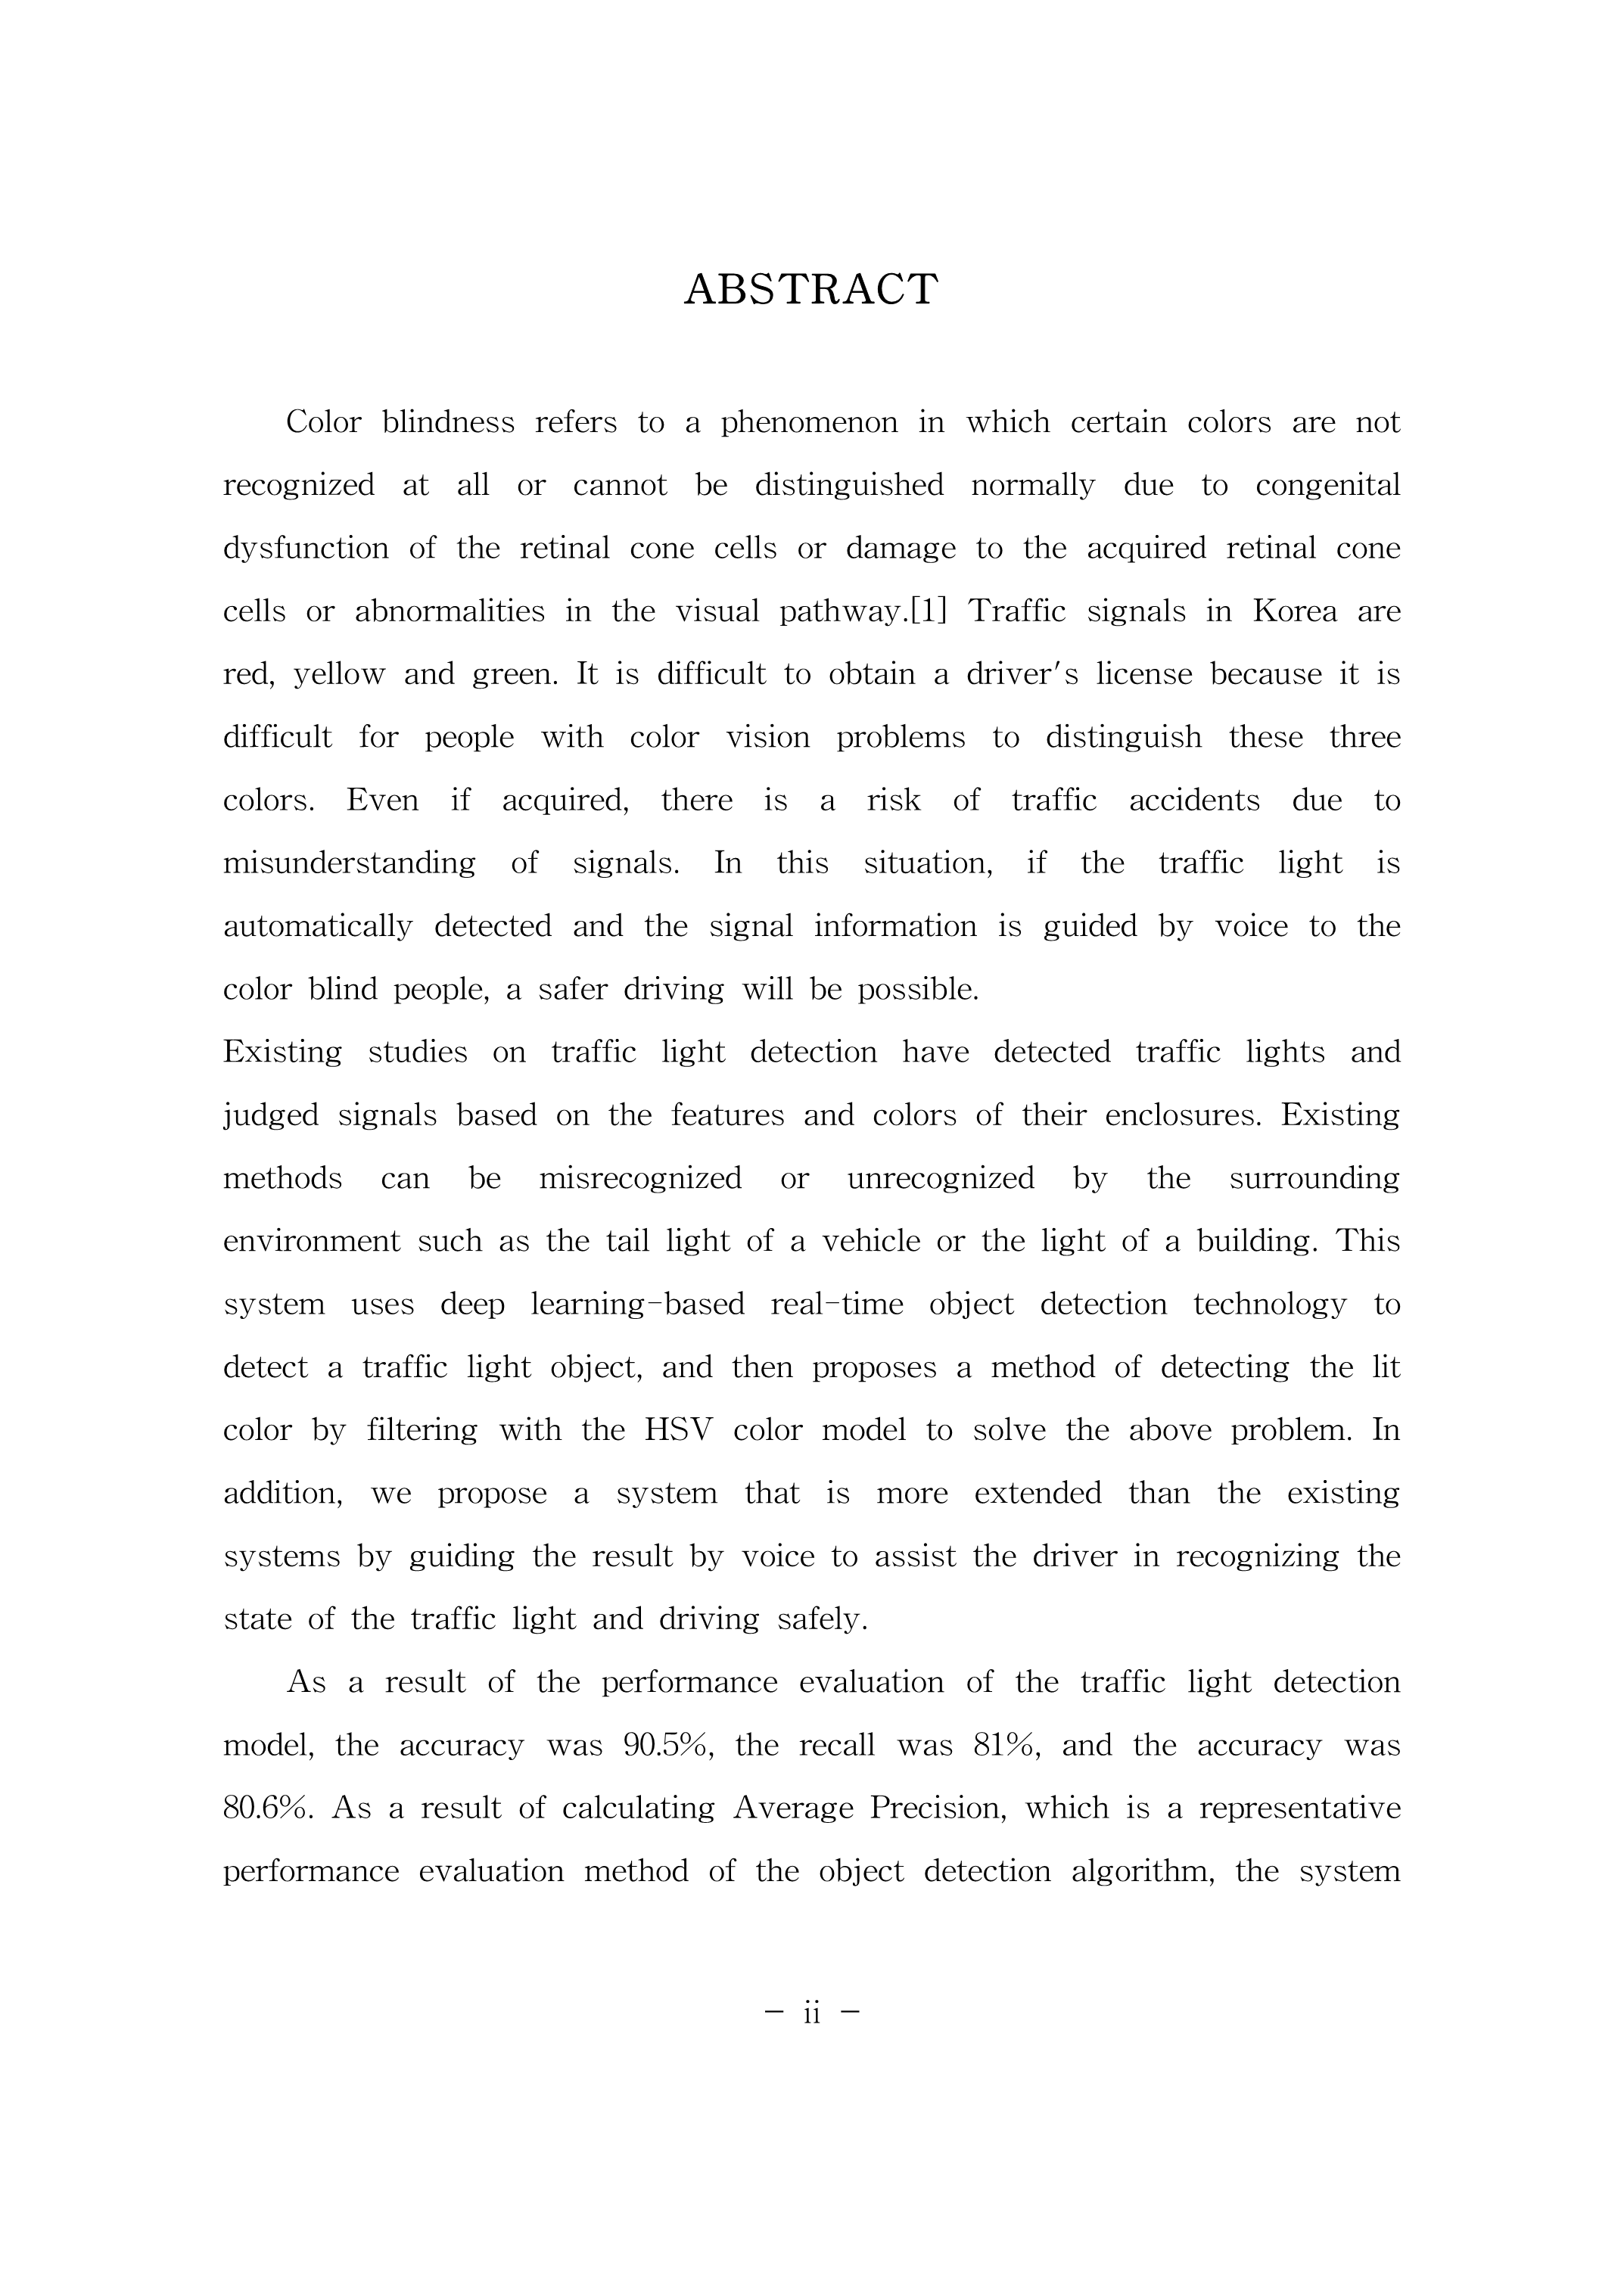 ABSTRACT
Color blindness refers to a phenomenon in which certain colors are not
recognized at all or cannot be distinguished normally due to congenital
dysfunction of the retinal cone cells or damage to the acquired retinal cone
cells or abnormalities in the visual pathway.[1] Traffic signals in Korea are
red, yellow and green. It is difficult to obtain a driver's license because it is
difficult for people with color vision problems to distinguish these three
colors. Even if acquired, there is a risk of traffic accidents due to
misunderstanding of signals. In this situation, if the traffic light is
automatically detected and the signal information is guided by voice to the
color blind people, a safer driving will be possible.
Existing studies on traffic light detection have detected traffic lights and
judged signals based on the features and colors of their enclosures. Existing
methods can be misrecognized or unrecognized by the surrounding
environment such as the tail light of a vehicle or the light of a building. This
system uses deep learning-based real-time object detection technology to
detect a traffic light object, and then proposes a method of detecting the lit
color by filtering with the HSV color model to solve the above problem. In
addition, we propose a system that is more extended than the existing
systems by guiding the result by voice to assist the driver in recognizing the
state of the traffic light and driving safely.
As a result of the performance evaluation of the traffic light detection
model, the accuracy was 90.5%, the recall was 81%, and the accuracy was
80.6%. As a result of calculating Average Precision, which is a representative
performance evaluation method of the object detection algorithm, the system
- ii -